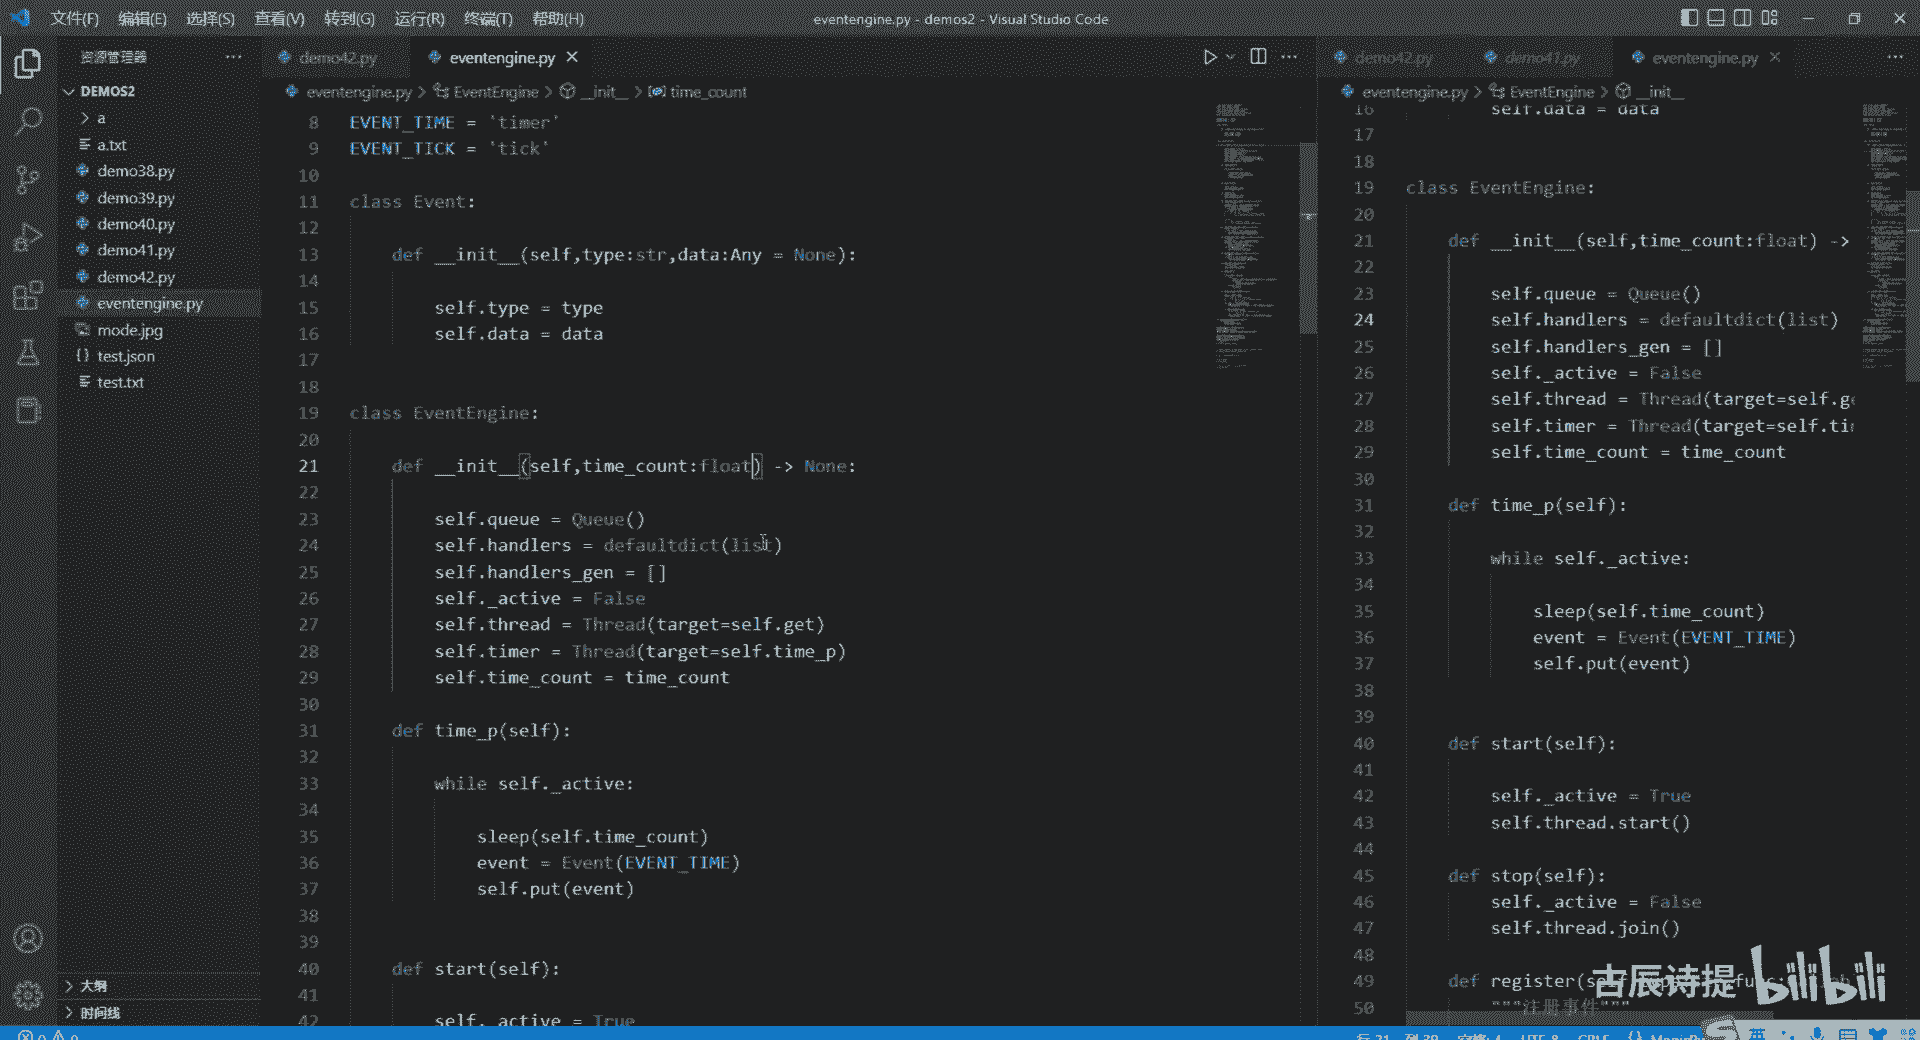 文件(F) 编辑(E) 选择(S) 查看(V) 转到(G) 运行(R) 终端(T) 帮助(H)
eventengine.py - demos2 - Visual Studio Code
资源管理器
DEMOS2
a
a.txt
demo38.py
demo39.py
demo40.py
demo41.py
demo42.py
eventengine.py
mode.jpg
test.json
test.txt
大纲
时间线
demo42.py eventengine.py
eventengine.py > EventEngine > __init__ > time_count
8 EVENT_TIME = 'timer'
9 EVENT_TICK = 'tick'
10
11 class Event:
12
13 def __init__(self,type:str,data:Any = None):
14
15 self.type = type
16 self.data = data
17
18
19 class EventEngine:
20
21 def __init__(self,time_count:float) -> None:
22
23 self.queue = Queue()
24 self.handlers = defaultdict(list)
25 self.handlers_gen = []
26 self._active = False
27 self.thread = Thread(target=self.get)
28 self.timer = Thread(target=self.time_p)
29 self.time_count = time_count
30
31 def time_p(self):
32
33 while self._active:
34
35 sleep(self.time_count)
36 event = Event(EVENT_TIME)
37 self.put(event)
38
39
40 def start(self):
41
42 self._active = True
demo42.py demo41.py eventengine.py
eventengine.py > EventEngine > __init__
16 self.data = data
17
18
19 class EventEngine:
20
21 def __init__(self,time_count:float) ->
22
23 self.queue = Queue()
24 self.handlers = defaultdict(list)
25 self.handlers_gen = []
26 self._active = False
27 self.thread = Thread(target=self.ge
28 self.timer = Thread(target=self.tim
29 self.time_count = time_count
30
31 def time_p(self):
32
33 while self._active:
34
35 sleep(self.time_count)
36 event = Event(EVENT_TIME)
37 self.put(event)
38
39
40 def start(self):
41
42 self._active = True
43 self.thread.start()
44
45 def stop(self):
46 self._active = False
47 self.thread.join()
48
49 def register(
50 """注册事件"""
古辰诗提 bilibili